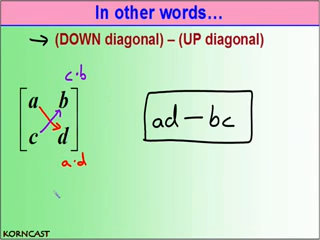 In other words…
(DOWN diagonal) – (UP diagonal)
c·b
a b
c d
a·d
ad – bc
KORNCAST